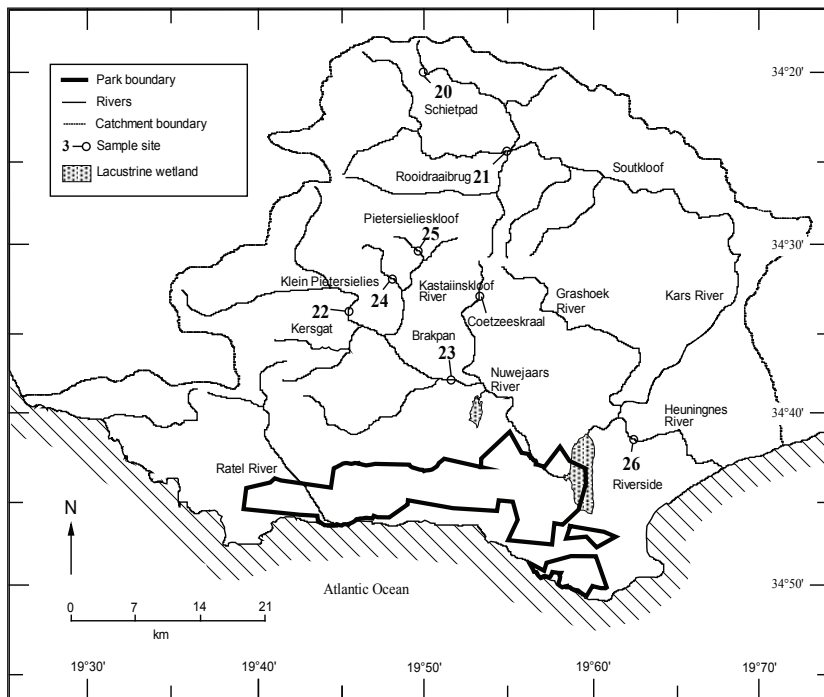 Park boundary
Rivers
Catchment boundary
3 Sample site
Lacustrine wetland
20
Schietpad
34°20
Rooidraaibrug 21
Soutkloof
Pietersielieskloof
25
34°30
Klein Pietersielies
24
Kastaiinskloof
River
Grashoek
River
Kars River
22
Kersgat
Coetzeeskraal
Brakpan
23
Nuwejaars
River
34°40
Heuningnes
River
26
Riverside
Ratel River
N
34°50
Atlantic Ocean
0 7 14 21
km
19°30 19°40 19°50 19°60 19°70